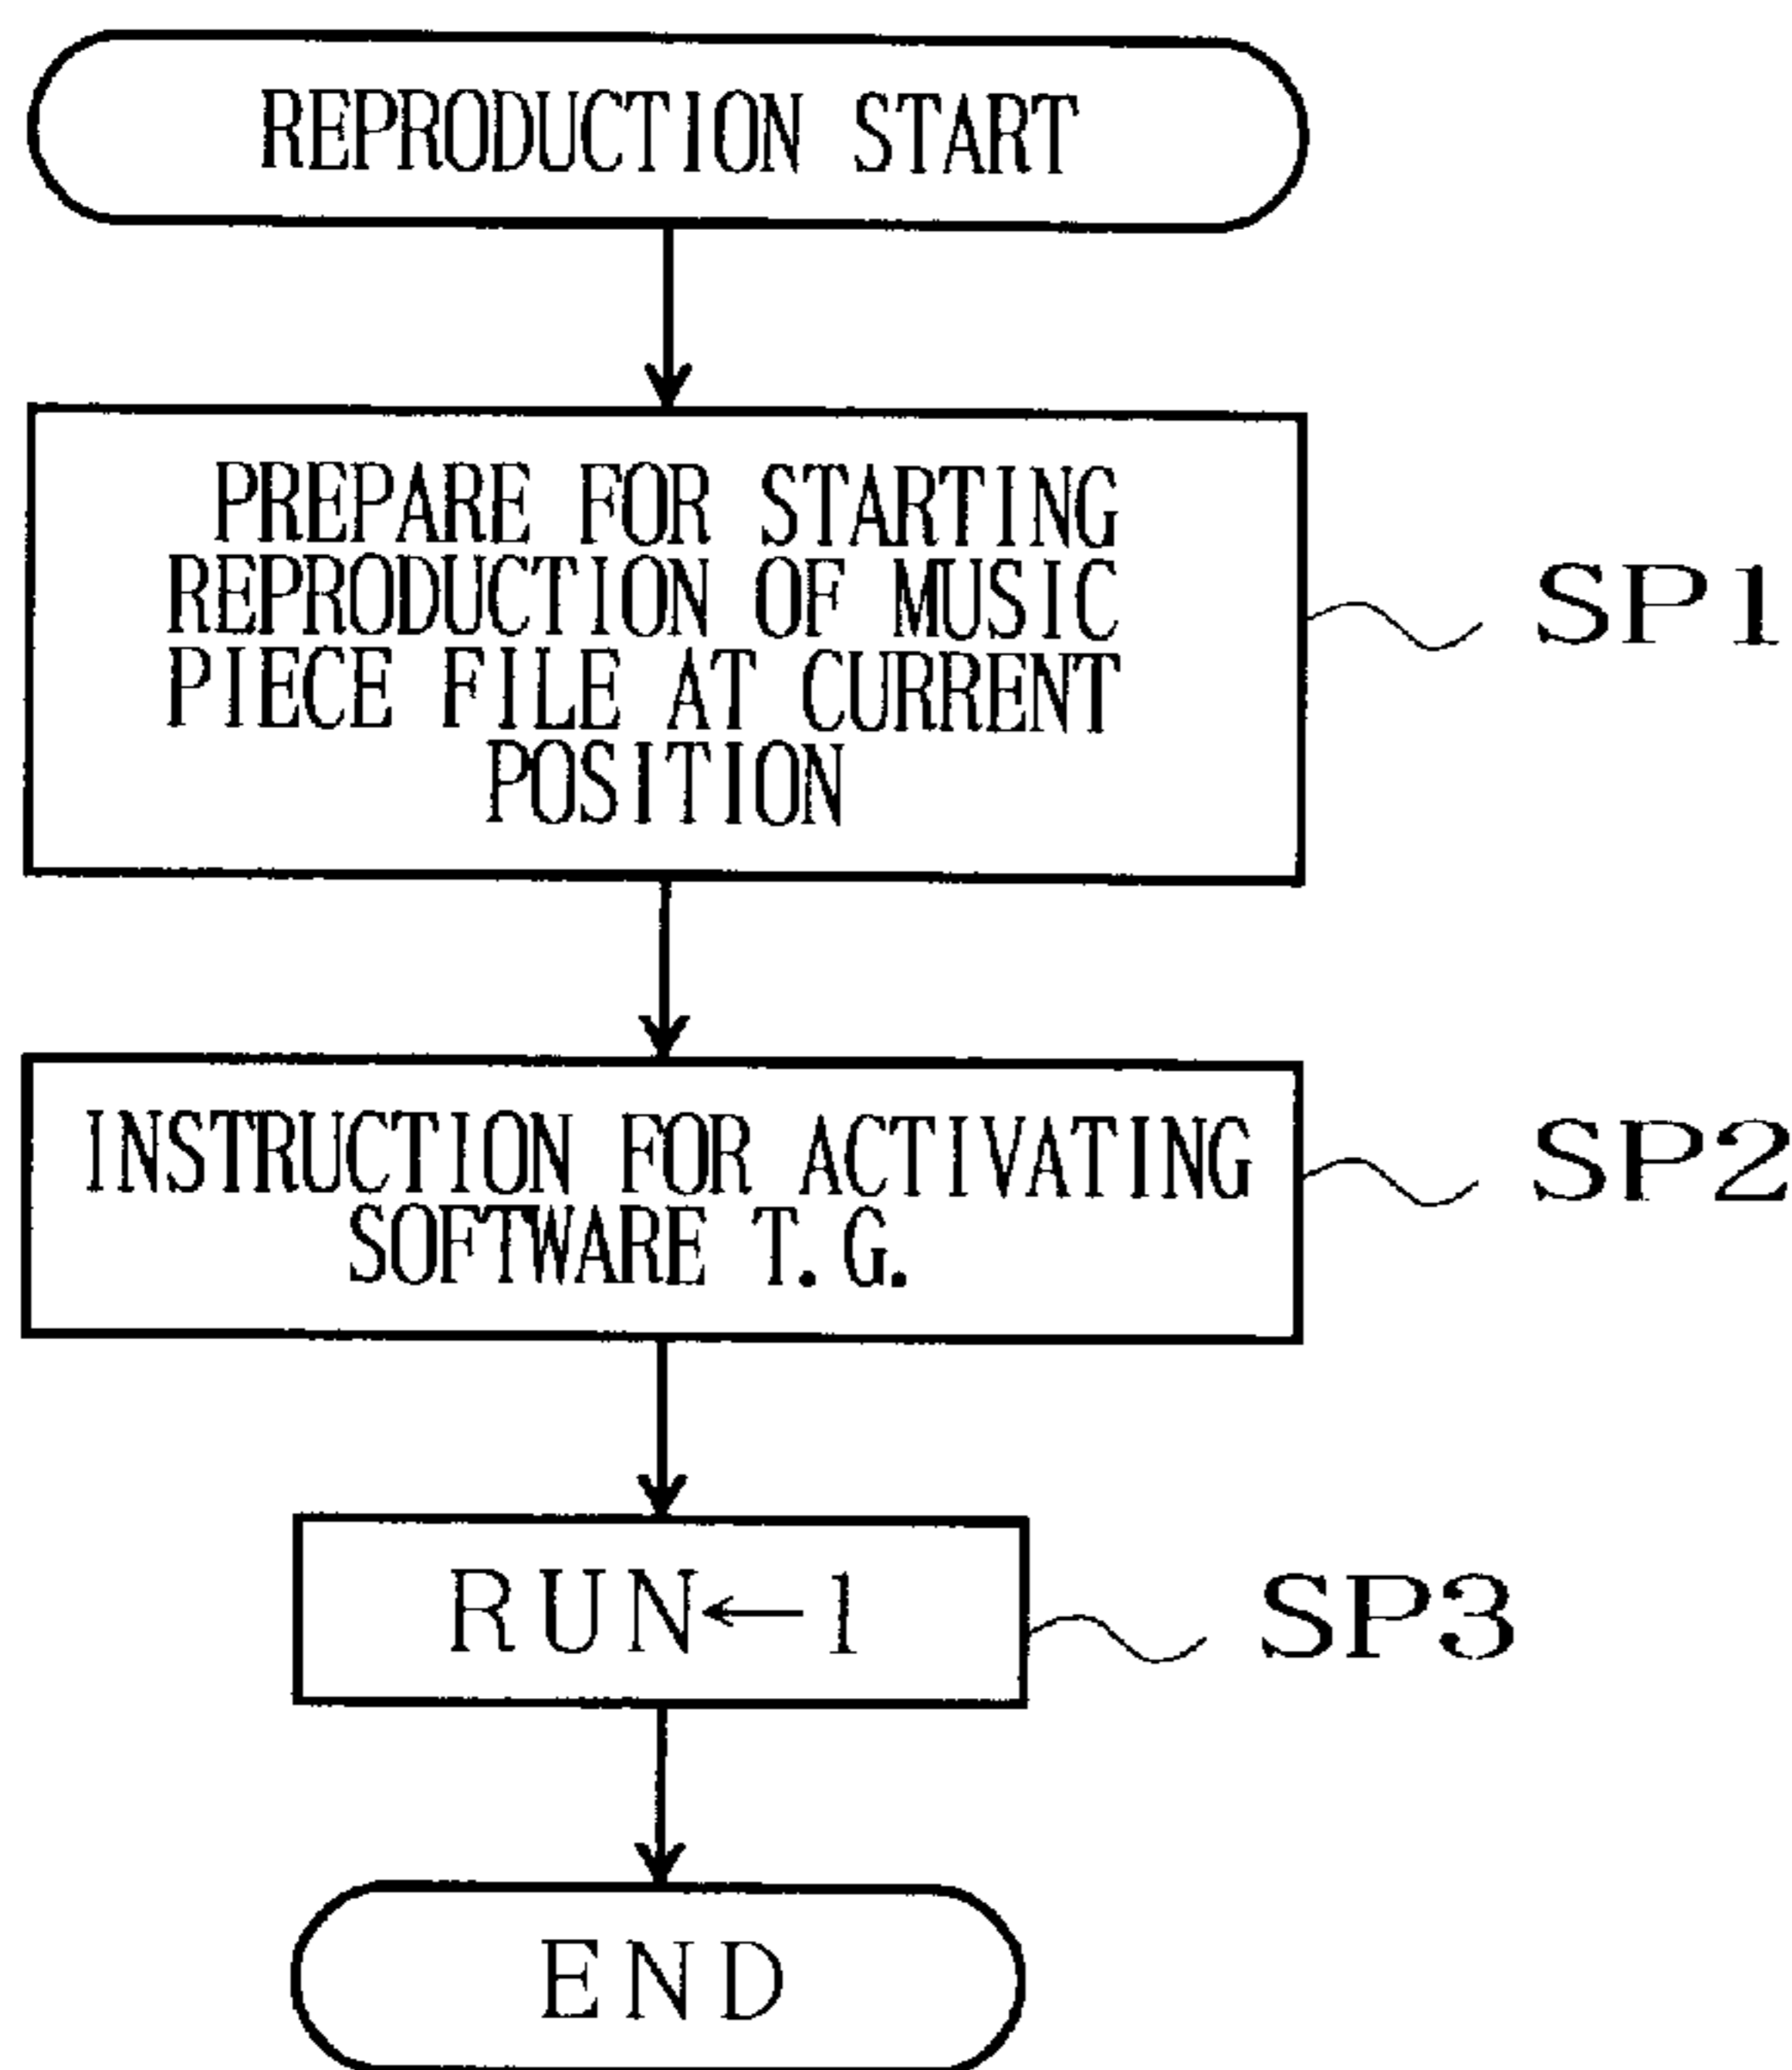 REPRODUCTION START
PREPARE FOR STARTING
REPRODUCTION OF MUSIC
PIECE FILE AT CURRENT
POSITION
SP1
INSTRUCTION FOR ACTIVATING
SOFTWARE T.G.
SP2
RUN←1
SP3
END